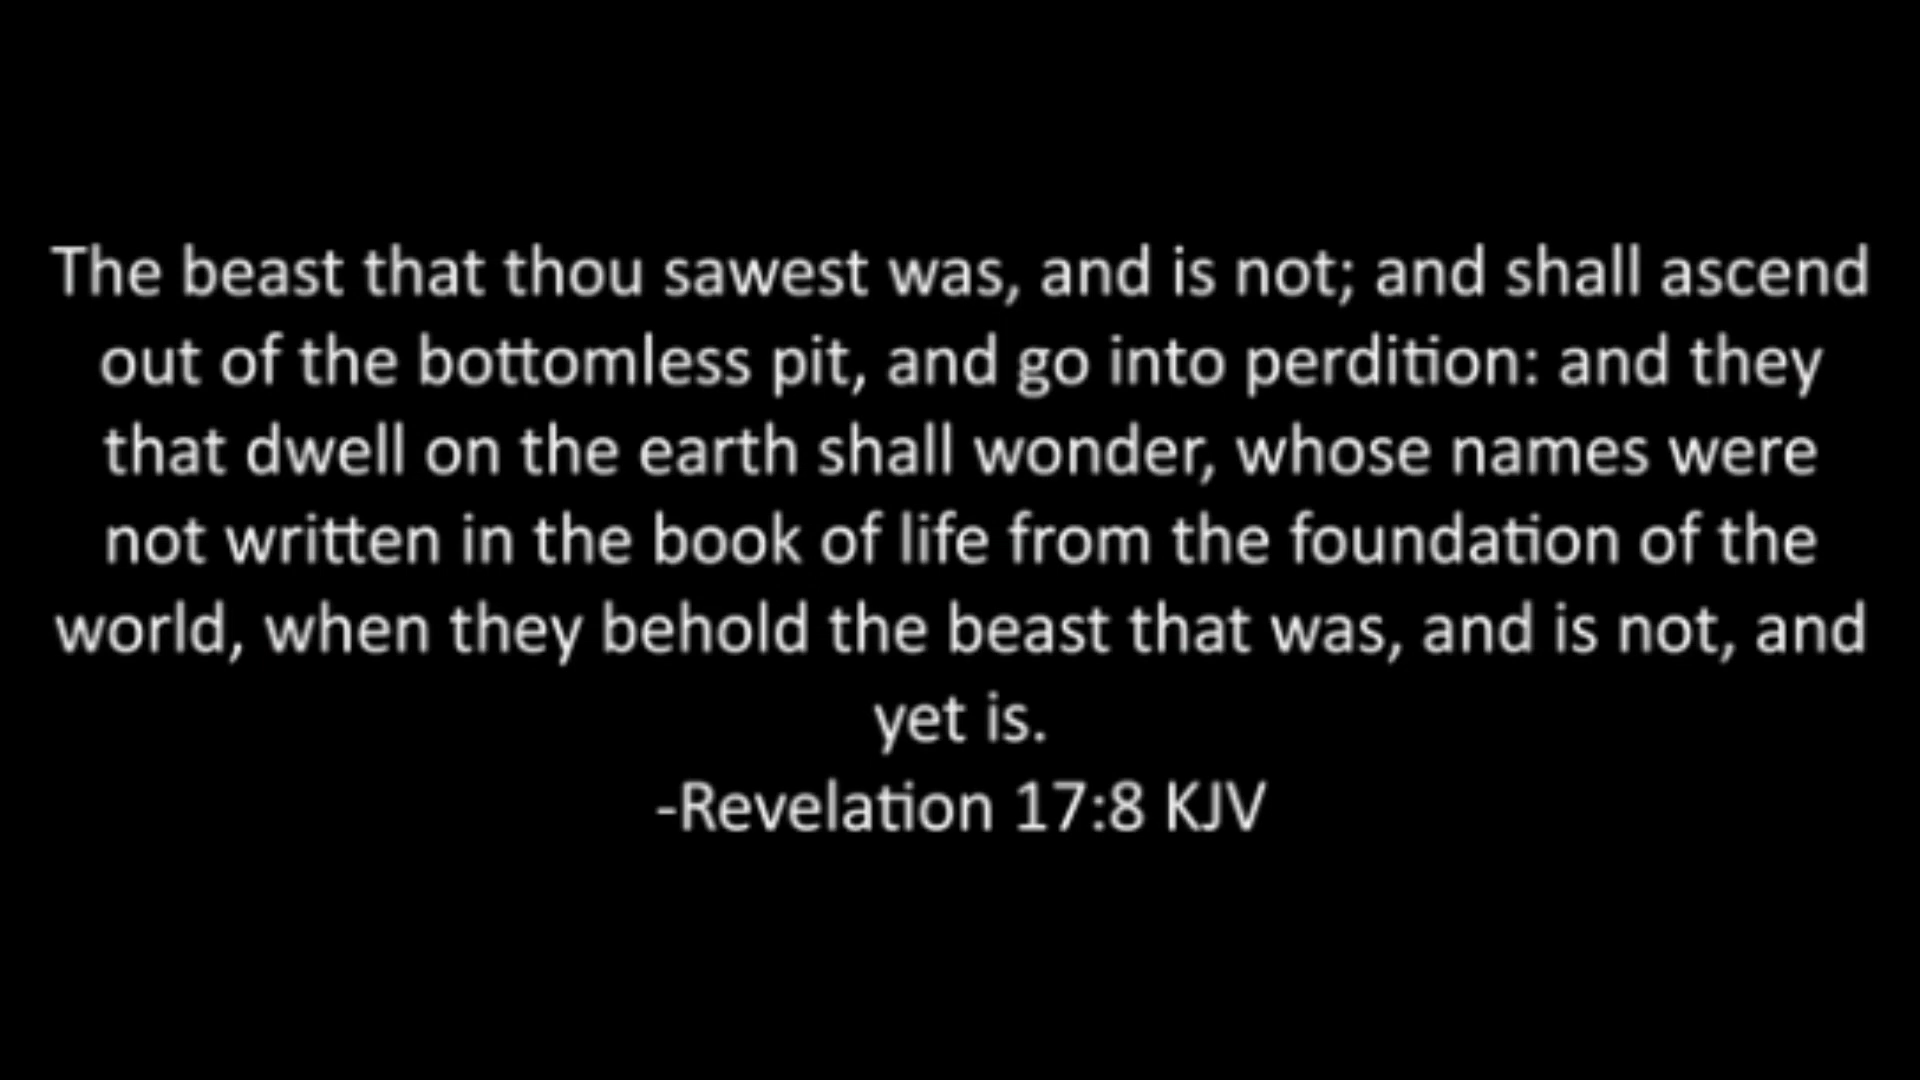 The beast that thou sawest was, and is not; and shall ascend
out of the bottomless pit, and go into perdition: and they
that dwell on the earth shall wonder, whose names were
not written in the book of life from the foundation of the
world, when they behold the beast that was, and is not, and
yet is.
-Revelation 17:8 KJV